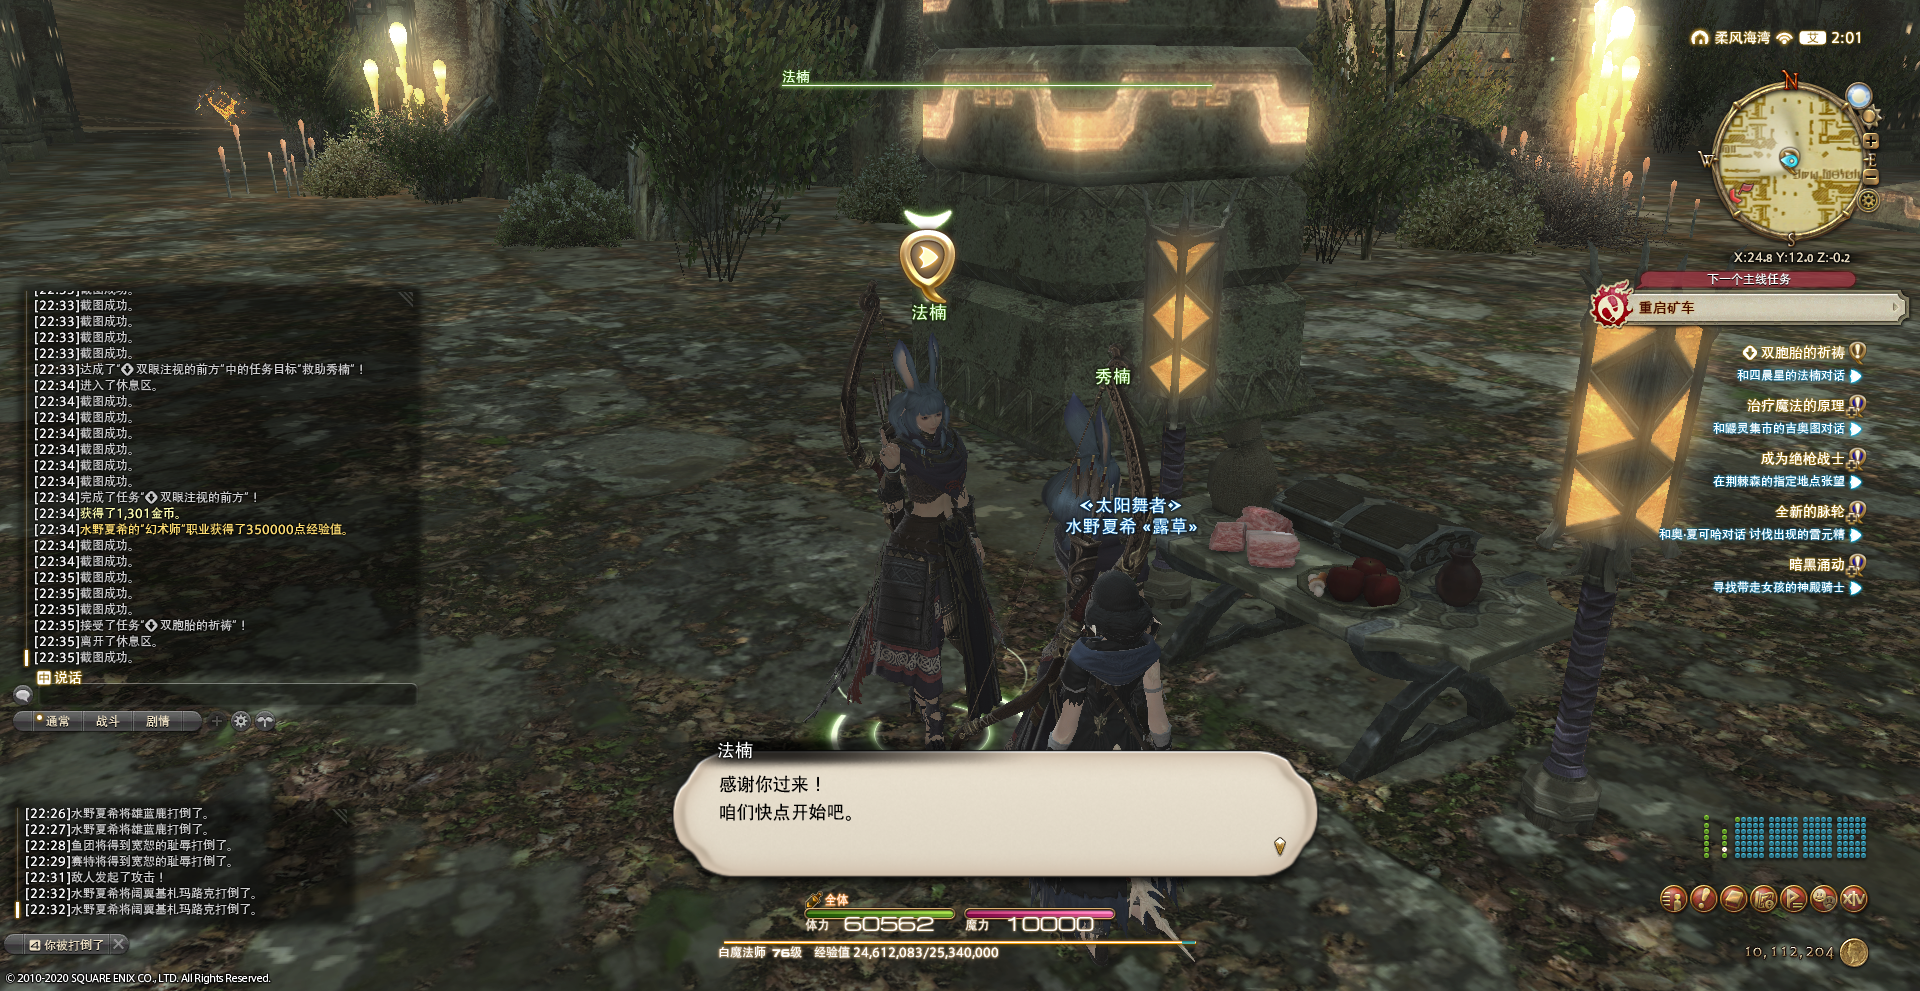 柔风海湾 艾 2:01
法楠
N
W
E
S
X:24.8 Y:12.0 Z:-0.2
下一个主线任务
重启矿车
双胞胎的祈祷
和四晨星的法楠对话
治疗魔法的原理
和鼹灵集市的吉奥图对话
成为绝枪战士
在荆棘森的指定地点张望
全新的脉轮
和奥·夏可哈对话 讨伐出现的雷元精
暗黑涌动
寻找带走女孩的神殿骑士
法楠
秀楠
太阳舞者
水野夏希 «露草»
[22:33]截图成功。
[22:33]截图成功。
[22:33]截图成功。
[22:33]截图成功。
[22:33]截图成功。
[22:33]达成了“双眼注视的前方”中的任务目标“救助秀楠”！
[22:34]进入了休息区。
[22:34]截图成功。
[22:34]截图成功。
[22:34]截图成功。
[22:34]截图成功。
[22:34]截图成功。
[22:34]截图成功。
[22:34]完成了任务“双眼注视的前方”！
[22:34]获得了1,301金币。
[22:34]水野夏希的“幻术师”职业获得了350000点经验值。
[22:34]截图成功。
[22:34]截图成功。
[22:35]截图成功。
[22:35]截图成功。
[22:35]截图成功。
[22:35]接受了任务“双胞胎的祈祷”！
[22:35]离开了休息区。
[22:35]截图成功。
说话
通常 战斗 剧情
法楠
感谢你过来！
咱们快点开始吧。
[22:26]水野夏希将雄蓝鹿打倒了。
[22:27]水野夏希将雄蓝鹿打倒了。
[22:28]鱼团将得到宽恕的耻辱打倒了。
[22:29]赛特将得到宽恕的耻辱打倒了。
[22:31]敌人发起了攻击！
[22:32]水野夏希将阔翼基札玛路克打倒了。
[22:32]水野夏希将阔翼基札玛路克打倒了。
4 你被打倒了
全体
体力 60562 魔力 10000
白魔法师 76级 经验值 24,612,083/25,340,000
XIV
10,112,204
© 2010-2020 SQUARE ENIX CO., LTD. All Rights Reserved.